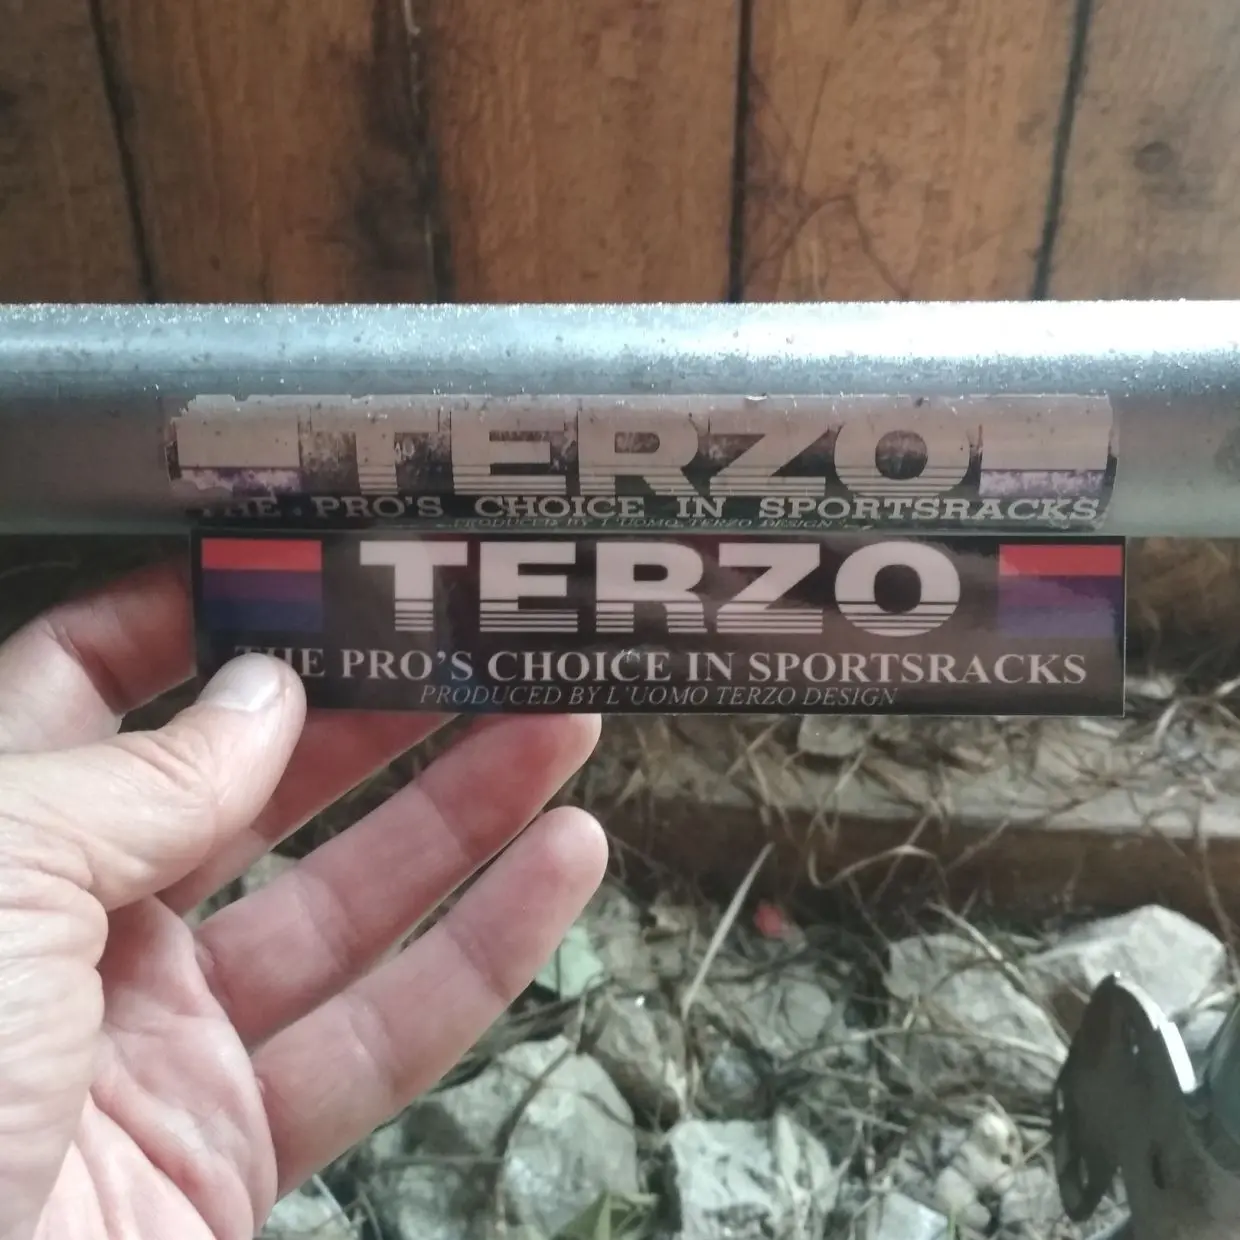 TERZO
THE PRO'S CHOICE IN SPORTSRACKS
PRODUCED BY L'UOMO TERZO DESIGN
TERZO
THE PRO'S CHOICE IN SPORTSRACKS
PRODUCED BY L'UOMO TERZO DESIGN